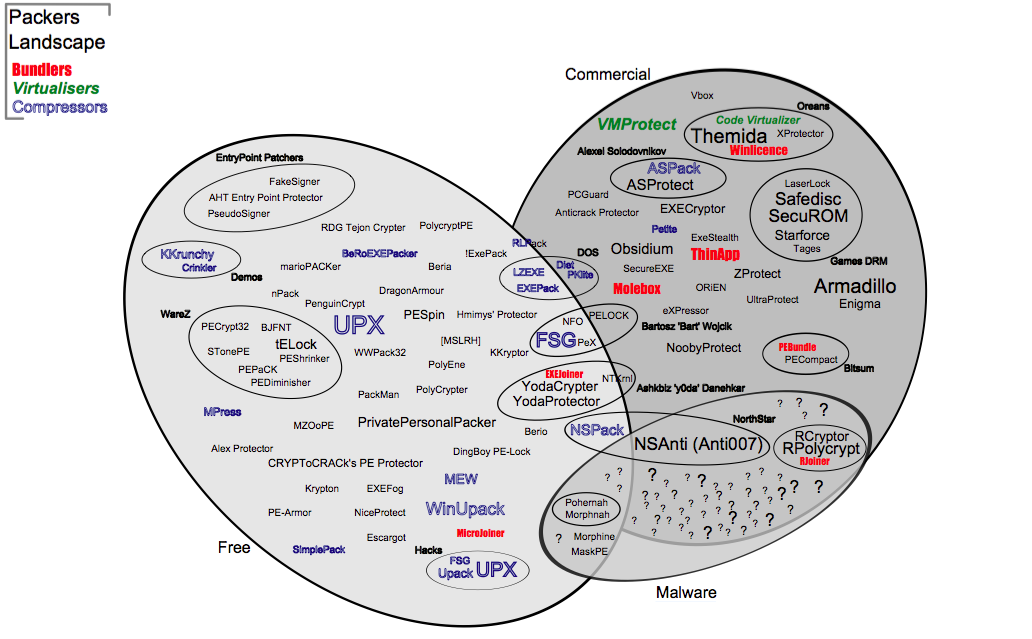 Packers
Landscape
Bundlers
Virtualisers
Compressors
Commercial
Vbox
Oreans
VMProtect
Code Virtualizer
Themida
XProtector
Winlicence
Alexei Solodovnikov
ASPack
ASProtect
PCGuard
Anticrack Protector
EXECryptor
LaserLock
Safedisc
SecuROM
Starforce
Tages
Games DRM
Petite
ExeStealth
Obsidium
ThinApp
SecureEXE
ZProtect
Molebox
ORiEN
UltraProtect
Armadillo
Enigma
eXPressor
Bartosz 'Bart' Wojcik
NoobyProtect
PEBundle
PECompact
Bitsum
Ashkbiz 'y0da' Danehkar
EntryPoint Patchers
FakeSigner
AHT Entry Point Protector
PseudoSigner
RDG Tejon Crypter
PolycryptPE
KKrunchy
Crinkler
Demos
BeRoEXEPacker
!ExePack
RLPack
marioPACKer
Beria
DOS
LZEXE
Diet
PKlite
EXEPack
nPack
DragonArmour
PenguinCrypt
WareZ
PECrypt32
BJFNT
tELock
STonePE
PEShrinker
PEPaCK
PEDiminisher
UPX
PESpin
Hmimys' Protector
NFO
PELOCK
FSG
PeX
[MSLRH]
WWPack32
KKryptor
PolyEne
EXEJoiner
NTKrnl
YodaCrypter
YodaProtector
PackMan
PolyCrypter
MPress
MZOoPE
PrivatePersonalPacker
Berio
NSPack
NorthStar
NSAnti (Anti007)
RCryptor
RPolycrypt
RJoiner
Alex Protector
DingBoy PE-Lock
CRYPToCRACk's PE Protector
Krypton
EXEFog
MEW
PE-Armor
NiceProtect
WinUpack
Pohernah
Morphnah
Morphine
MaskPE
Escargot
MicroJoiner
Free
SimplePack
Hacks
FSG
Upack
UPX
Malware
? ? ? ? ? ? ? ? ? ? ? ? ? ? ? ? ? ? ? ? ? ? ? ? ? ? ? ? ? ? ? ? ? ? ? ? ? ? ? ? ? ? ? ? ? ?